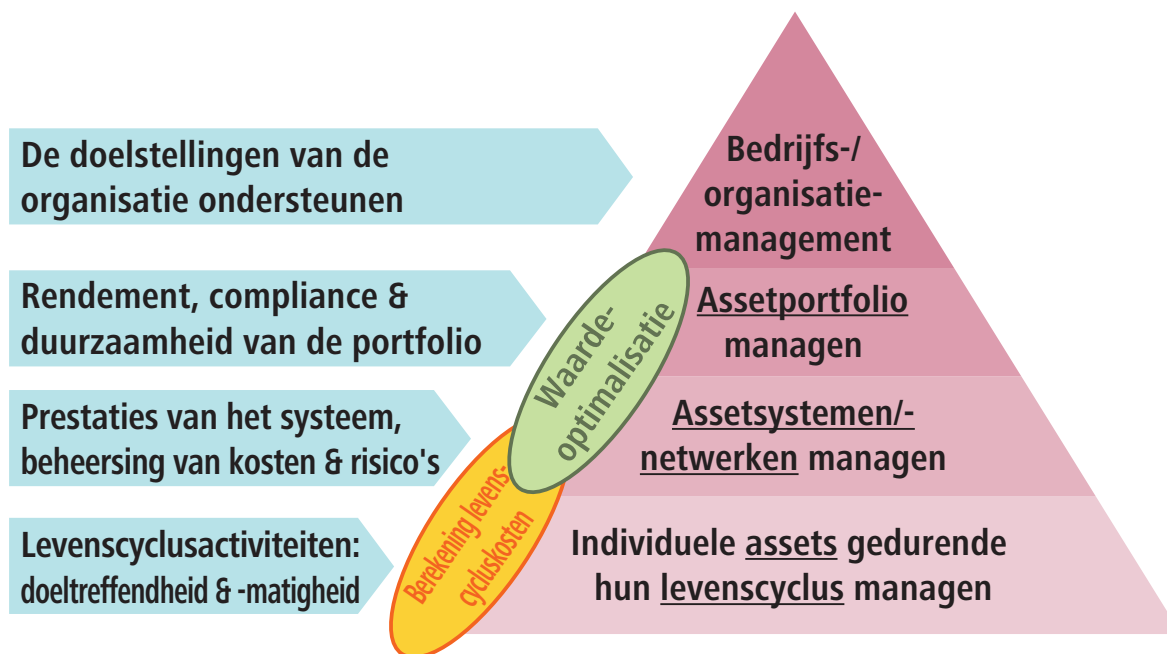 De doelstellingen van de
organisatie ondersteunen
Bedrijfs-/
organisatie-
management
Rendement, compliance &
duurzaamheid van de portfolio
Waarde-
optimalisatie
Assetportfolio
managen
Prestaties van het systeem,
beheersing van kosten & risico's
Assetsystemen/-
netwerken managen
Levenscyclusactiviteiten:
doeltreffendheid & -matigheid
Berekening levens-
cycluskosten
Individuele assets gedurende
hun levenscyclus managen